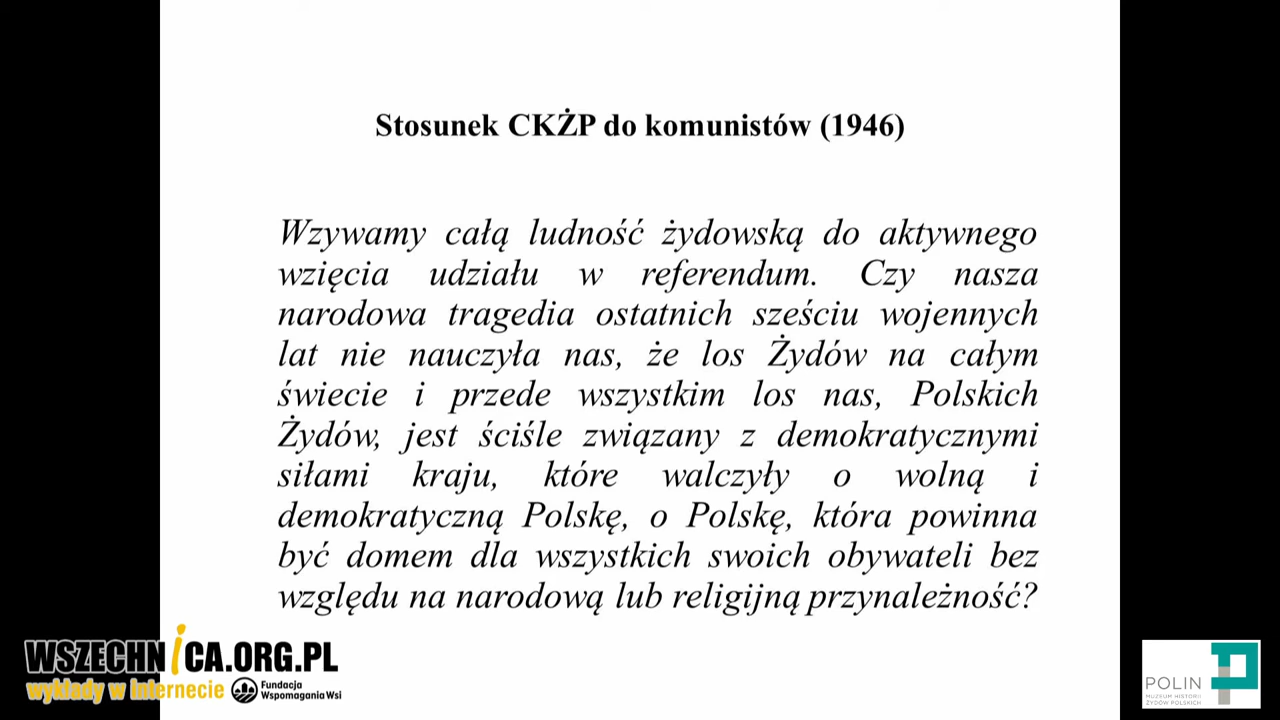 Stosunek CKŻP do komunistów (1946)
Wzywamy całą ludność żydowską do aktywnego
wzięcia udziału w referendum. Czy nasza
narodowa tragedia ostatnich sześciu wojennych
lat nie nauczyła nas, że los Żydów na całym
świecie i przede wszystkim los nas, Polskich
Żydów, jest ściśle związany z demokratycznymi
siłami kraju, które walczyły o wolną i
demokratyczną Polskę, o Polskę, która powinna
być domem dla wszystkich swoich obywateli bez
względu na narodową lub religijną przynależność?
WSZECHNICA.ORG.PL
wykłady w internecie
Fundacja
Wspomagania Wsi
POLIN
MUZEUM HISTORII
ŻYDÓW POLSKICH